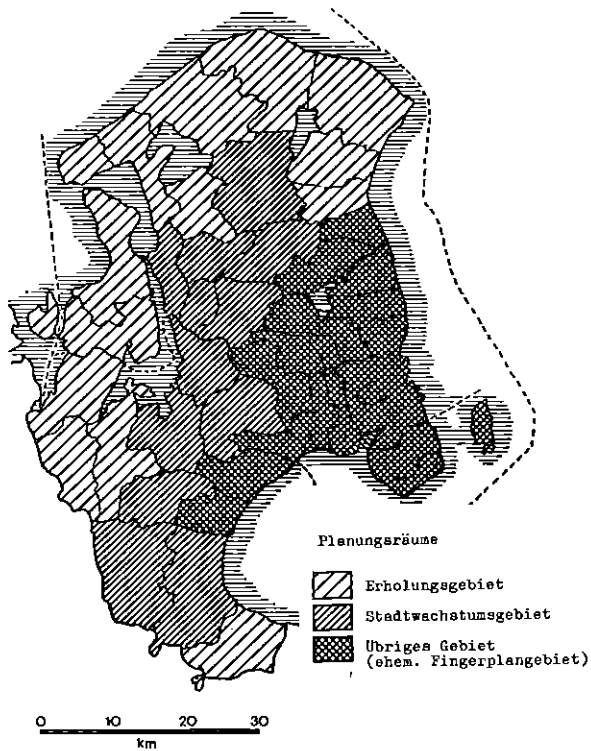 Planungsräume
Erholungsgebiet
Stadtwachstumsgebiet
Übriges Gebiet
(ehem. Fingerplangebiet)
0 10 20 30
km